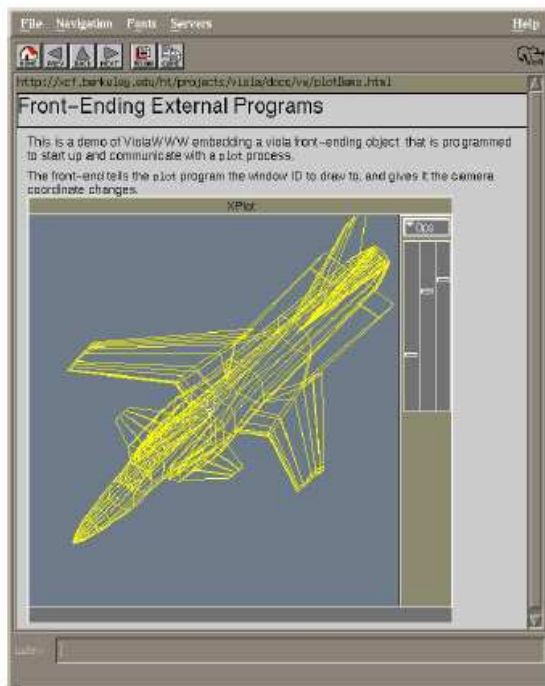 File Navigation Fonts Servers Help
http://xcf.berkeley.edu/ht/projects/viola/docs/vw/plotDemo.html
Front-Ending External Programs
This is a demo of ViolaWWW embedding a viola front-ending object, that is programmed
to start up and communicate with a plot process.
The front-end tells the plot program the window ID to draw to, and gives it the camera
coordinate changes.
XPlot
Ops